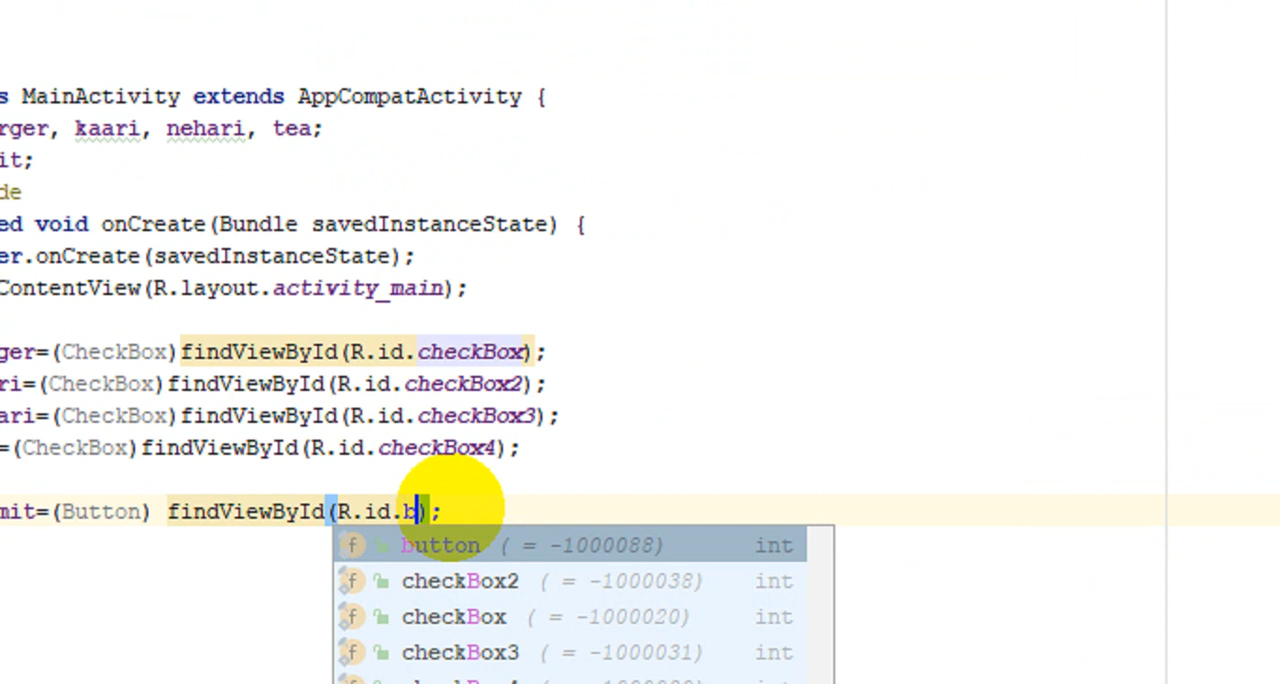 s MainActivity extends AppCompatActivity {
rger, kaari, nehari, tea;
it;
de
ed void onCreate(Bundle savedInstanceState) {
er.onCreate(savedInstanceState);
ContentView(R.layout.activity_main);
ger=(CheckBox)findViewById(R.id.checkBox);
ri=(CheckBox)findViewById(R.id.checkBox2);
ari=(CheckBox)findViewById(R.id.checkBox3);
=(CheckBox)findViewById(R.id.checkBox4);
mit=(Button) findViewById(R.id.b);
f button ( = -1000088) int
f checkBox2 ( = -1000038) int
f checkBox ( = -1000020) int
f checkBox3 ( = -1000031) int